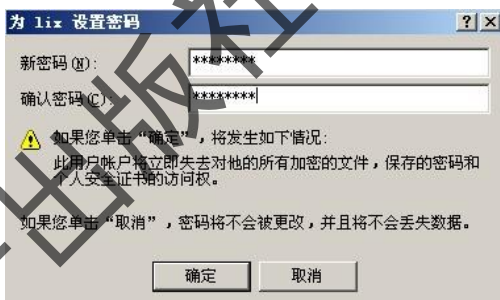 为 liz 设置密码
新密码(N):
********
确认密码(C):
********
如果您单击“确定”，将发生如下情况:
此用户帐户将立即失去对他的所有加密的文件，保存的密码和
个人安全证书的访问权。
如果您单击“取消”，密码将不会被更改，并且将不会丢失数据。
确定
取消
出版社